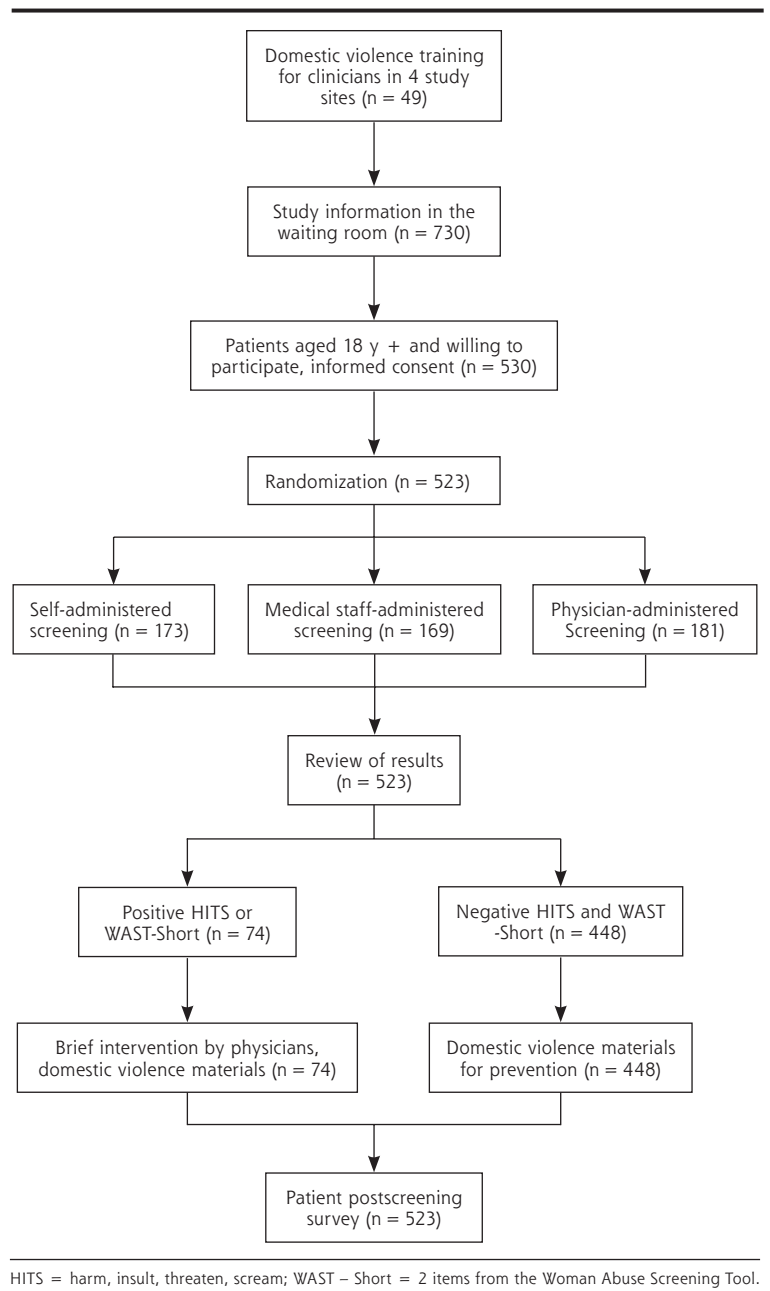 Domestic violence training
for clinicians in 4 study
sites (n = 49)
Study information in the
waiting room (n = 730)
Patients aged 18 y + and willing to
participate, informed consent (n = 530)
Randomization (n = 523)
Self-administered
screening (n = 173)
Medical staff-administered
screening (n = 169)
Physician-administered
Screening (n = 181)
Review of results
(n = 523)
Positive HITS or
WAST-Short (n = 74)
Negative HITS and WAST
-Short (n = 448)
Brief intervention by physicians,
domestic violence materials (n = 74)
Domestic violence materials
for prevention (n = 448)
Patient postscreening
survey (n = 523)
HITS = harm, insult, threaten, scream; WAST – Short = 2 items from the Woman Abuse Screening Tool.